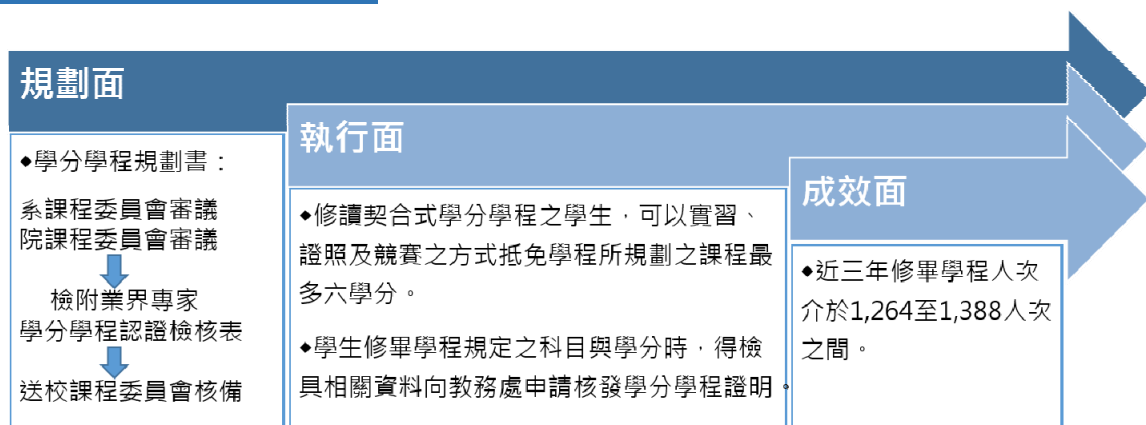 規劃面
◆學分學程規劃書：
系課程委員會審議
院課程委員會審議
檢附業界專家
學分學程認證檢核表
送校課程委員會核備
執行面
◆修讀契合式學分學程之學生，可以實習、
證照及競賽之方式抵免學程所規劃之課程最
多六學分。
◆學生修畢學程規定之科目與學分時，得檢
具相關資料向教務處申請核發學分學程證明。
成效面
◆近三年修畢學程人次
介於1,264至1,388人次
之間。